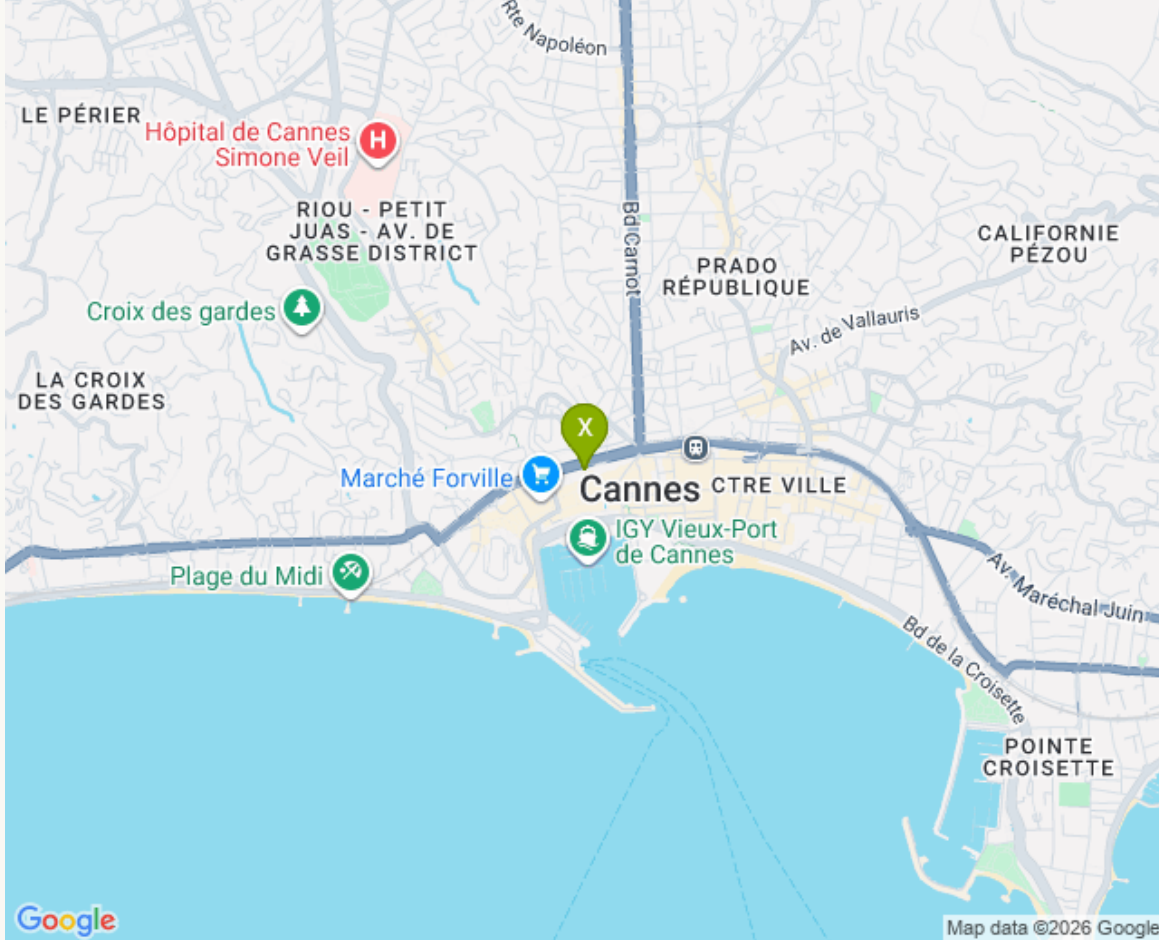 Rte Napoléon
LE PÉRIER
Hôpital de Cannes
Simone Veil
H
RIOU - PETIT
JUAS - AV. DE
GRASSE DISTRICT
Bd Carnot
CALIFORNIE
PÉZOU
PRADO
RÉPUBLIQUE
Croix des gardes
Av. de Vallauris
LA CROIX
DES GARDES
X
Marché Forville
Cannes
CTRE VILLE
IGY Vieux-Port
de Cannes
Plage du Midi
Av. Maréchal Juin
Bd de la Croisette
POINTE
CROISETTE
Google
Map data ©2026 Google